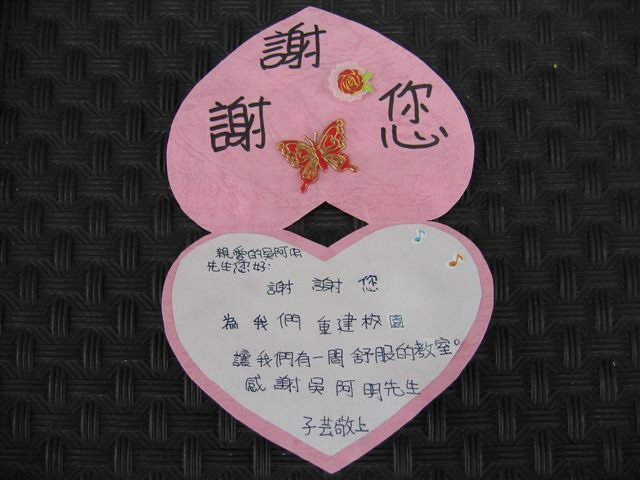 謝
謝 您
親愛的吳阿明
先生您好:
謝 謝 您
為我們重建校園
讓我們有一間舒服的教室。
感謝吳阿明先生
子芸敬上